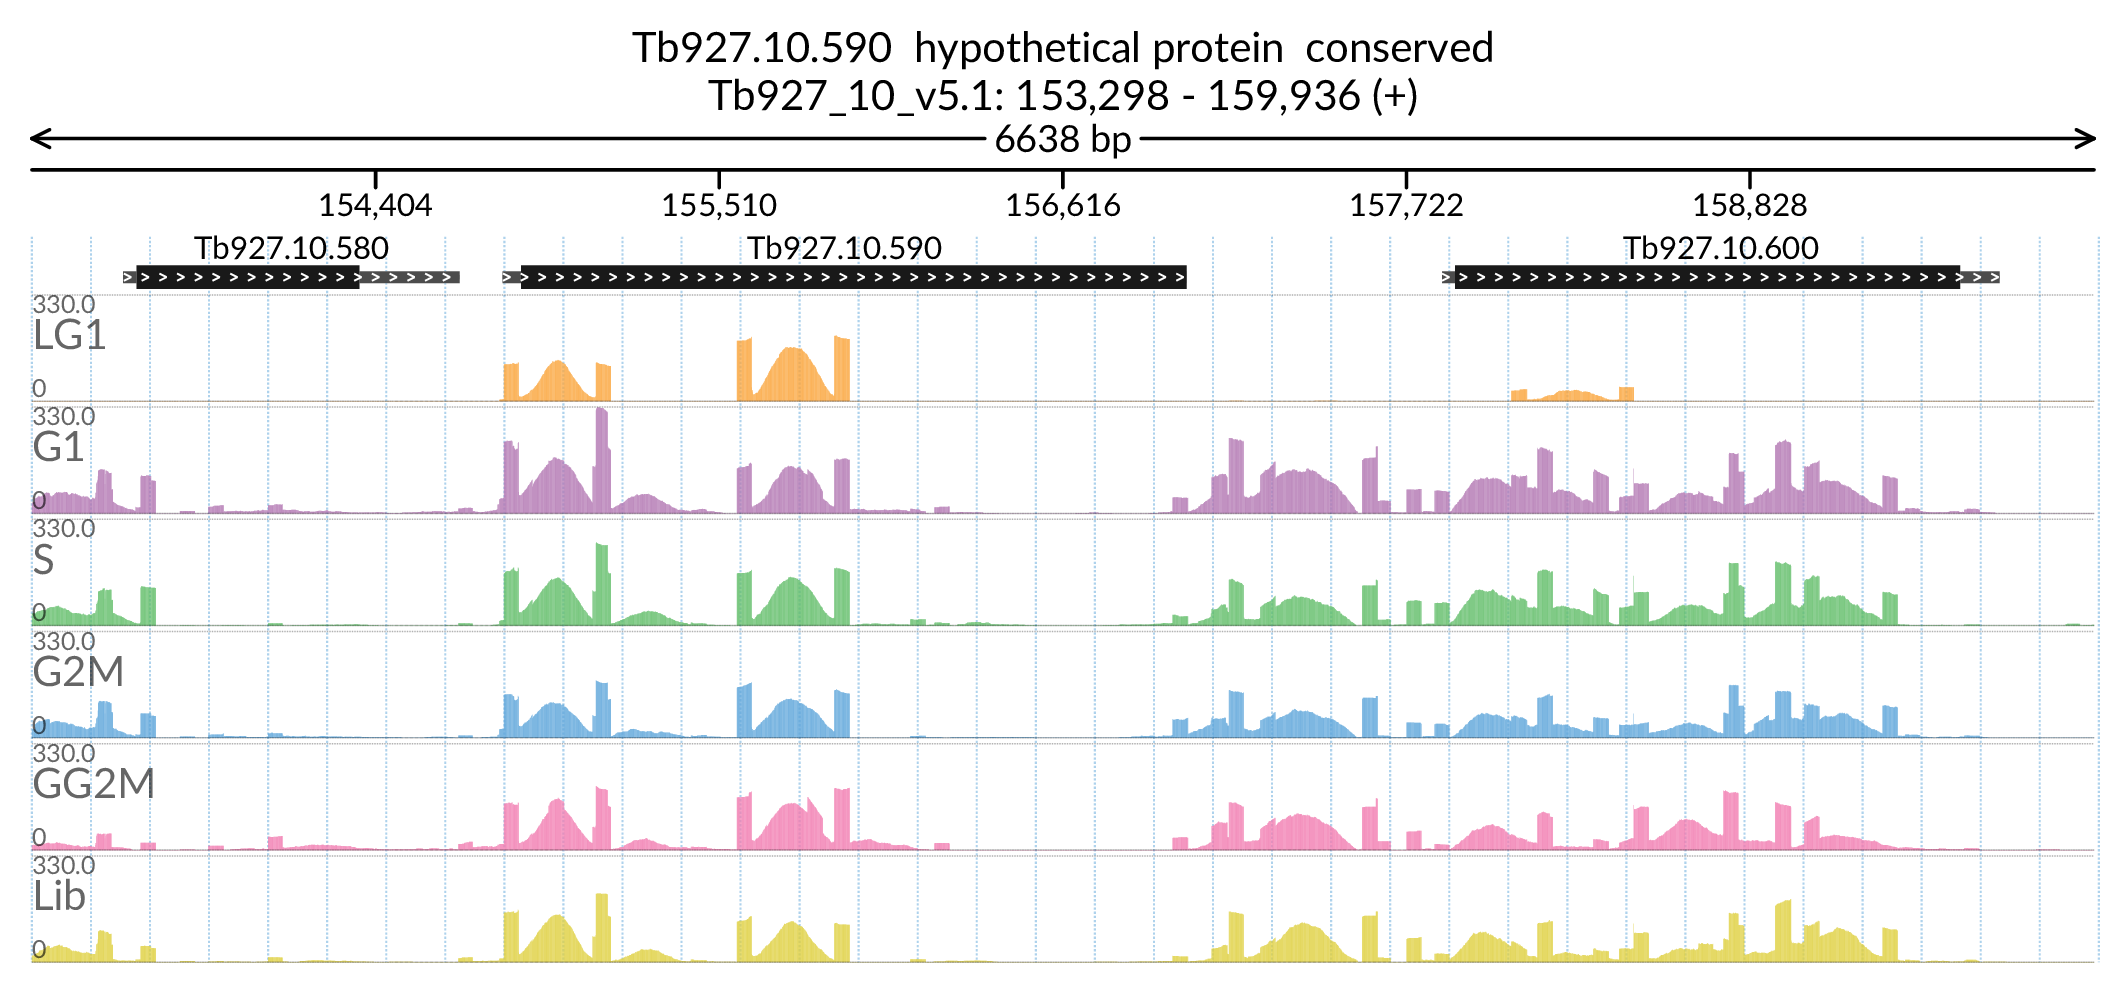 Tb927.10.590 hypothetical protein conserved
Tb927_10_v5.1: 153,298 - 159,936 (+)
6638 bp
154,404 155,510 156,616 157,722 158,828
Tb927.10.580 Tb927.10.590 Tb927.10.600
330.0
LG1
0
330.0
G1
0
330.0
S
0
330.0
G2M
0
330.0
GG2M
0
330.0
Lib
0